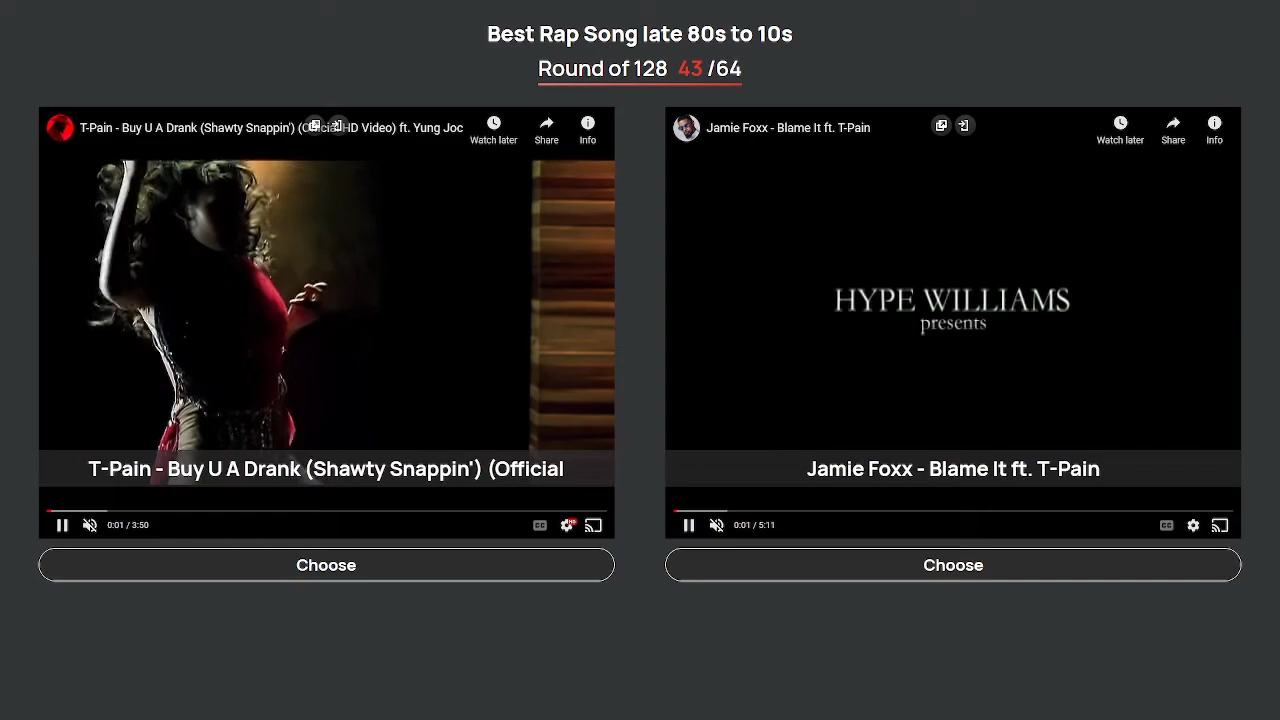 Best Rap Song late 80s to 10s
Round of 128 43 /64
T-Pain - Buy U A Drank (Shawty Snappin') (Official HD Video) ft. Yung Joc
Watch later
Share
Info
Jamie Foxx - Blame It ft. T-Pain
Watch later
Share
Info
HYPE WILLIAMS
presents
T-Pain - Buy U A Drank (Shawty Snappin') (Official
Jamie Foxx - Blame It ft. T-Pain
0:01 / 3:50
CC
HD
0:01 / 5:11
CC
Choose
Choose